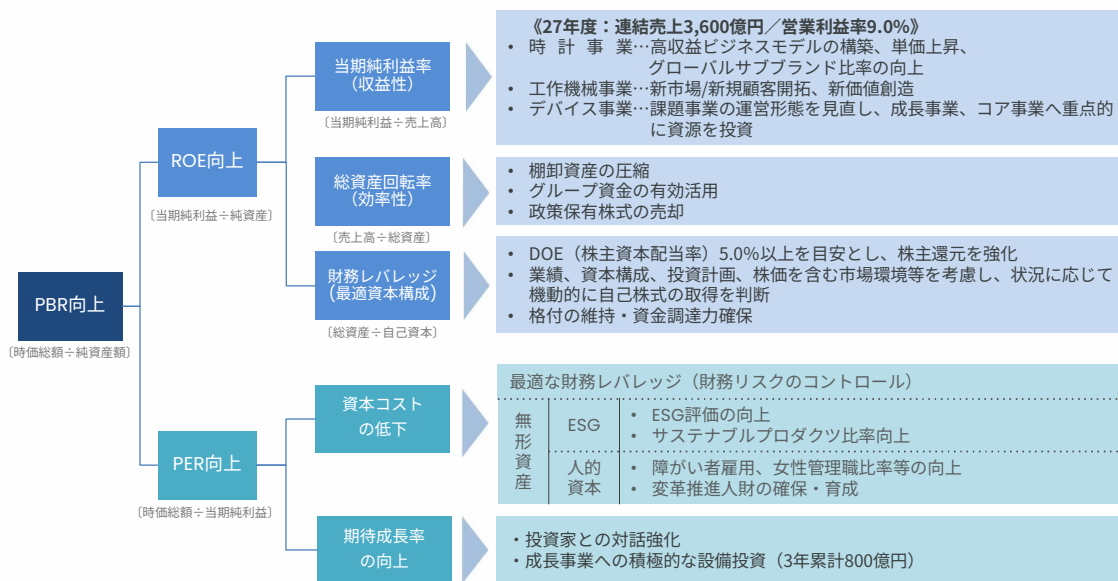 PBR向上
〔時価総額÷純資産額〕
ROE向上
〔当期純利益÷純資産〕
当期純利益率
（収益性）
〔当期純利益÷売上高〕
《27年度：連結売上3,600億円／営業利益率9.0%》
• 時計事業…高収益ビジネスモデルの構築、単価上昇、
グローバルサブブランド比率の向上
• 工作機械事業…新市場/新規顧客開拓、新価値創造
• デバイス事業…課題事業の運営形態を見直し、成長事業、コア事業へ重点的
に資源を投資
総資産回転率
（効率性）
〔売上高÷総資産〕
• 棚卸資産の圧縮
• グループ資金の有効活用
• 政策保有株式の売却
財務レバレッジ
（最適資本構成）
〔総資産÷自己資本〕
• DOE（株主資本配当率）5.0%以上を目安とし、株主還元を強化
• 業績、資本構成、投資計画、株価を含む市場環境等を考慮し、状況に応じて
機動的に自己株式の取得を判断
• 格付の維持・資金調達力確保
PER向上
〔時価総額÷当期純利益〕
資本コスト
の低下
最適な財務レバレッジ（財務リスクのコントロール）
無形資産
ESG
• ESG評価の向上
• サステナブルプロダクツ比率向上
人的
資本
• 障がい者雇用、女性管理職比率等の向上
• 変革推進人財の確保・育成
期待成長率
の向上
・投資家との対話強化
・成長事業への積極的な設備投資（3年累計800億円）